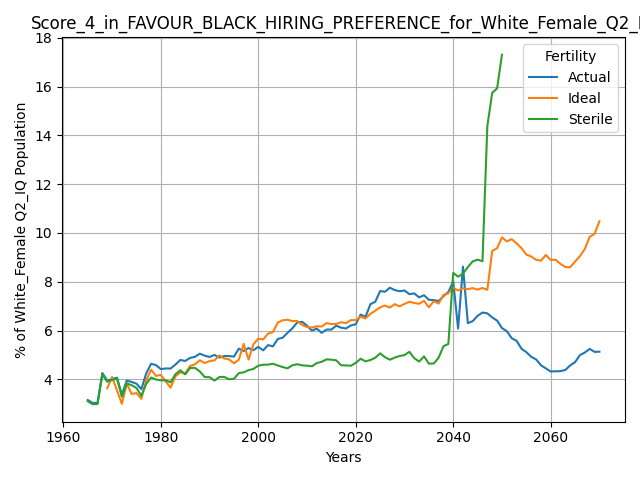 Score_4_in_FAVOUR_BLACK_HIRING_PREFERENCE_for_White_Female_Q2_
18
16
14
12
10
8
6
4
% of White_Female Q2_IQ Population
Fertility
Actual
Ideal
Sterile
1960
1980
2000
2020
2040
2060
Years